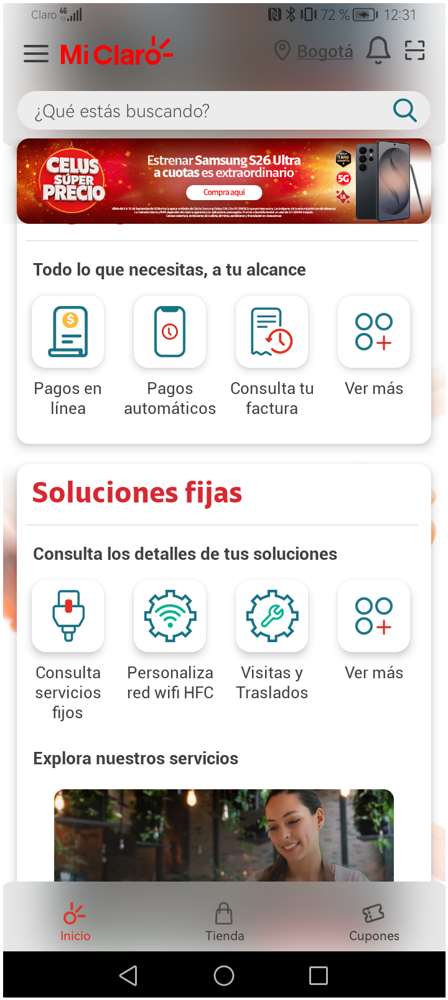 Claro 4G 72 % 12:31
Mi Claro
Bogotá
¿Qué estás buscando?
CELUS
SÚPER
PRECIO
Estrenar Samsung S26 Ultra
a cuotas es extraordinario
Compra aquí
1 AÑO
GARANTÍA
5G
IA
Todo lo que necesitas, a tu alcance
Pagos en
línea
Pagos
automáticos
Consulta tu
factura
Ver más
Soluciones fijas
Consulta los detalles de tus soluciones
Consulta
servicios
fijos
Personaliza
red wifi HFC
Visitas y
Traslados
Ver más
Explora nuestros servicios
Inicio
Tienda
Cupones